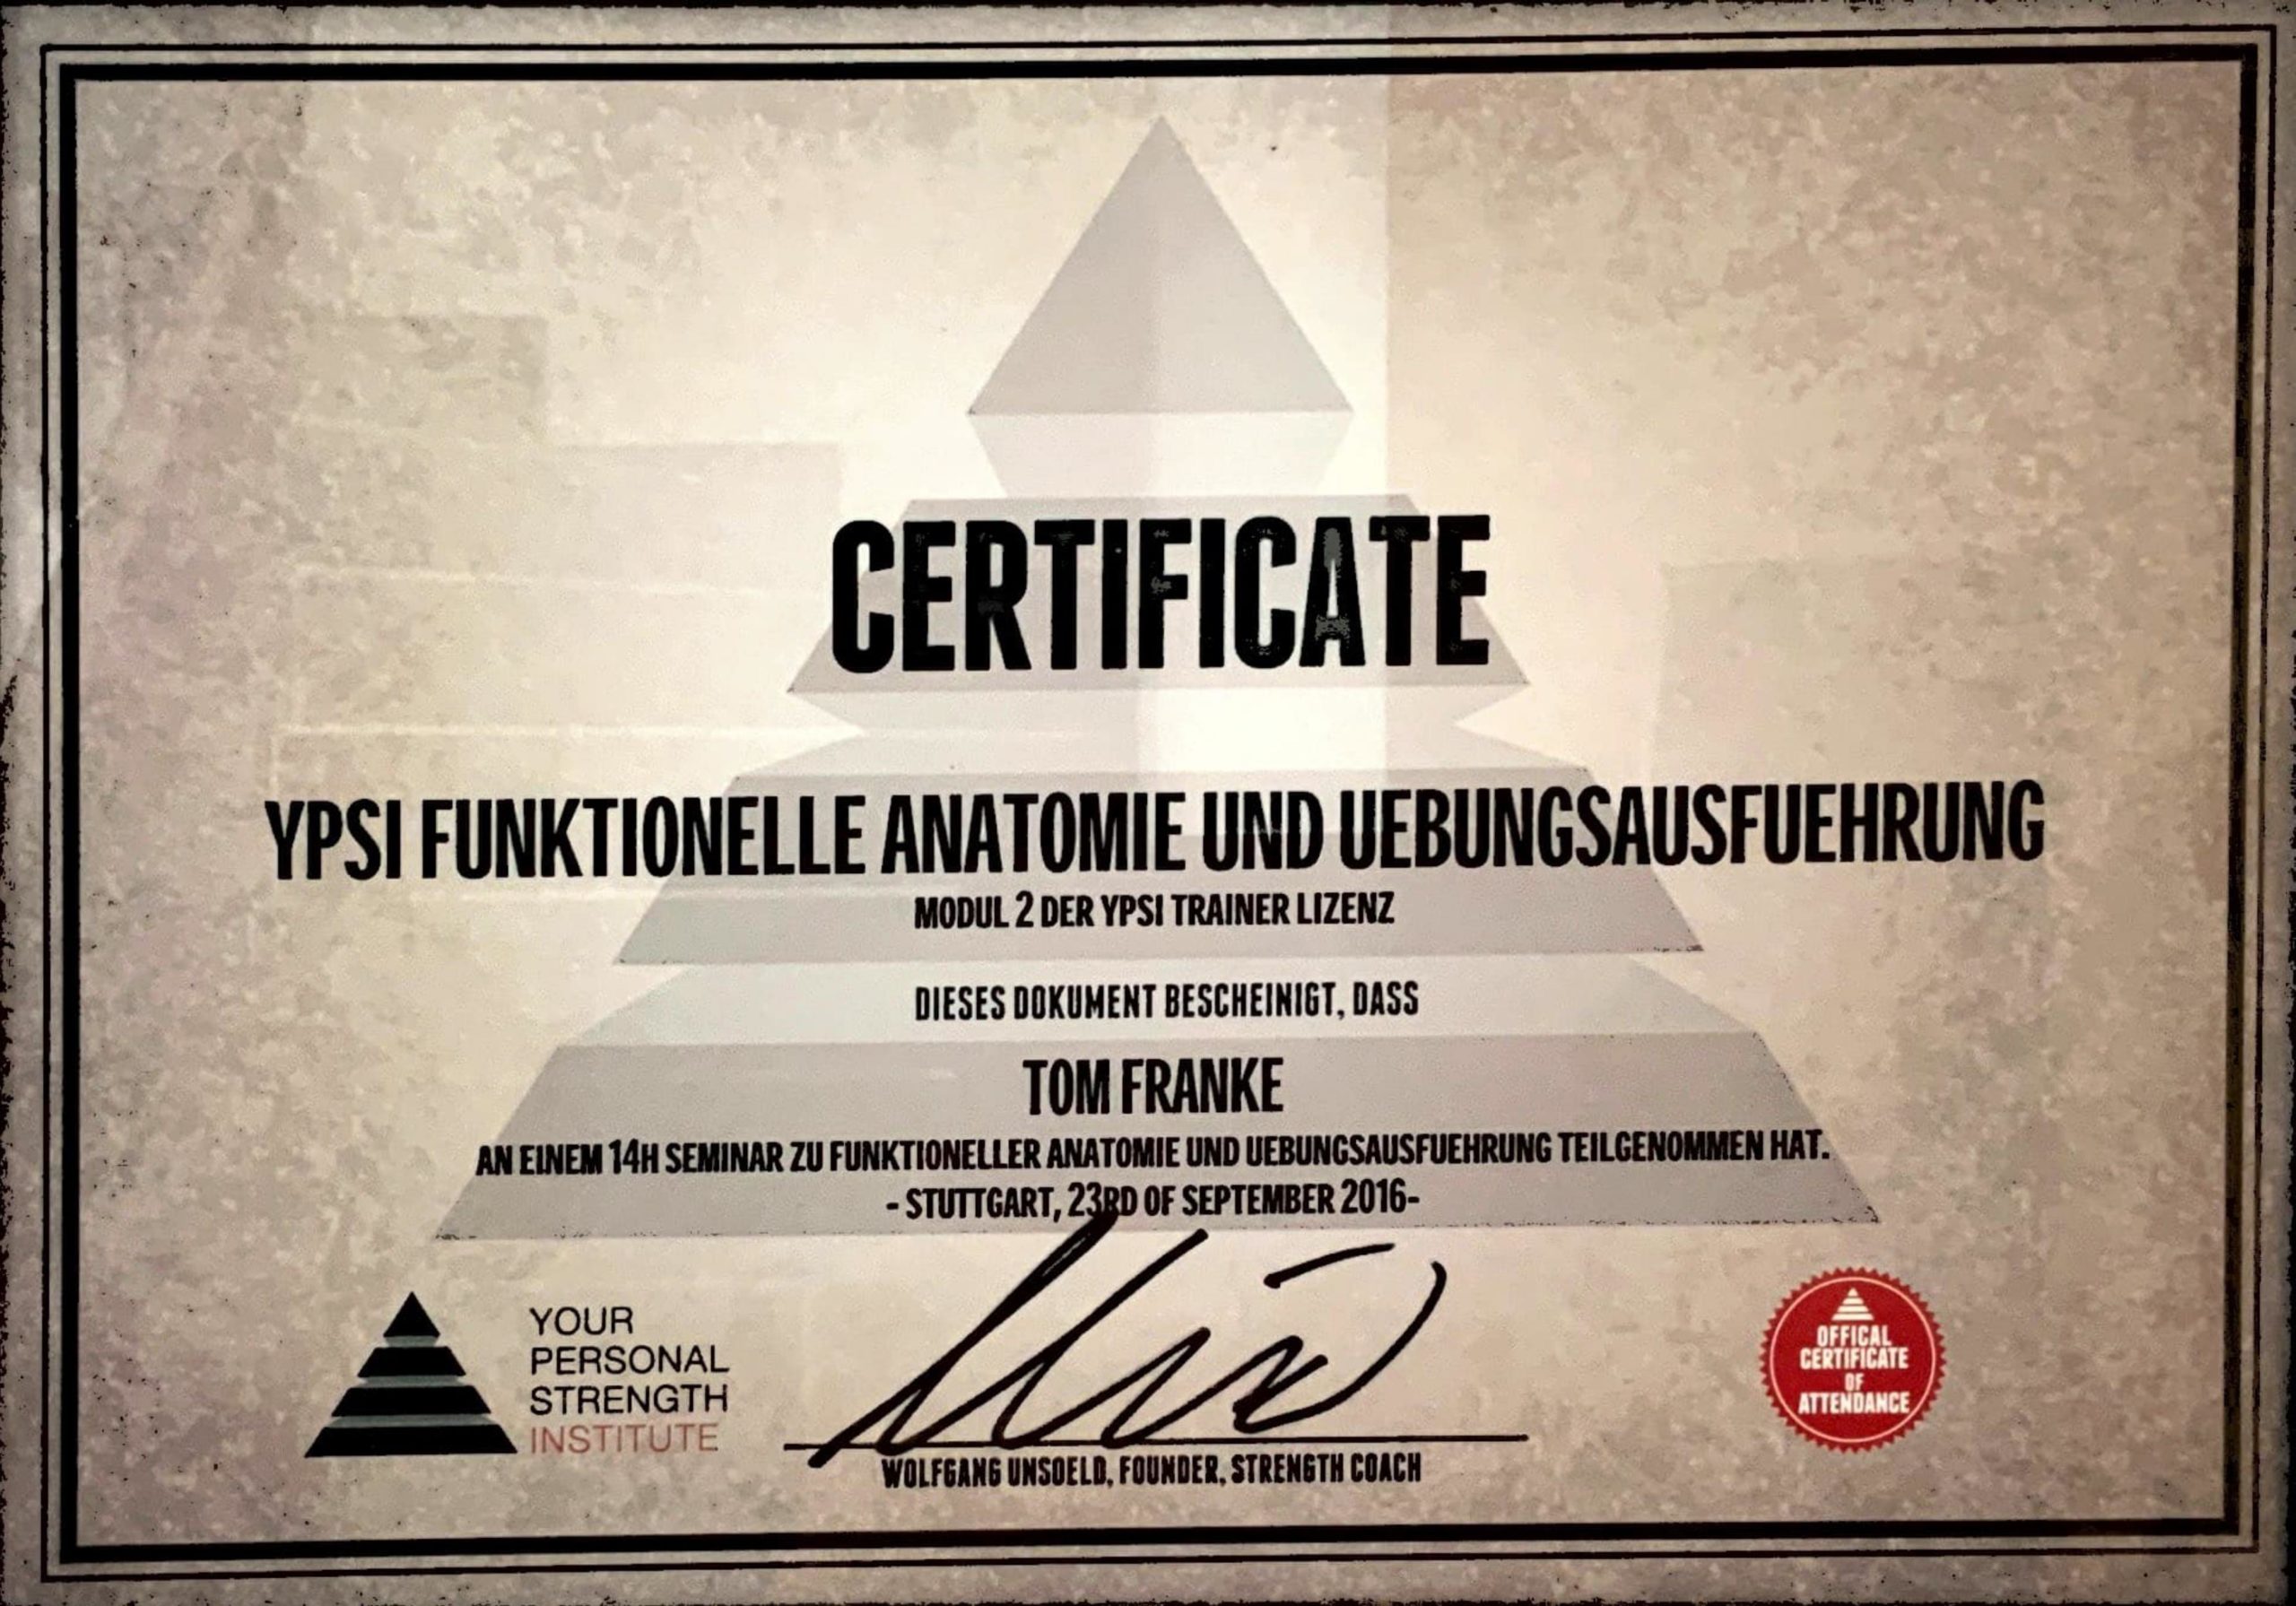 CERTIFICATE
YPSI FUNKTIONELLE ANATOMIE UND UEBUNGSAUSFUEHRUNG
MODUL 2 DER YPSI TRAINER LIZENZ
DIESES DOKUMENT BESCHEINIGT, DASS
TOM FRANKE
AN EINEM 14H SEMINAR ZU FUNKTIONELLER ANATOMIE UND UEBUNGSAUSFUEHRUNG TEILGENOMMEN HAT.
- STUTTGART, 23RD OF SEPTEMBER 2016-
YOUR
PERSONAL
STRENGTH
INSTITUTE
WOLFGANG UNSOELD, FOUNDER, STRENGTH COACH
OFFICAL
CERTIFICATE
OF
ATTENDANCE